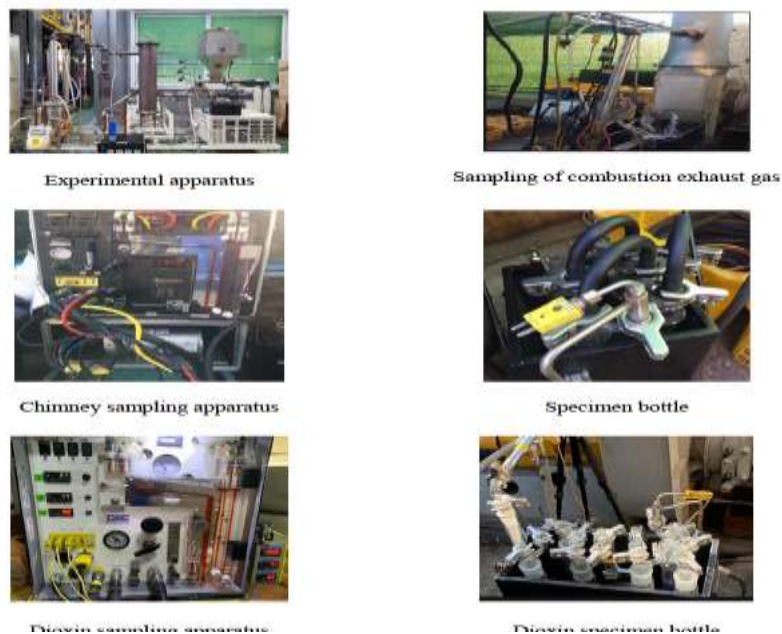 Experimental apparatus
Sampling of combustion exhaust gas
Chimney sampling apparatus
Specimen bottle
Dioxin sampling apparatus
Dioxin specimen bottle